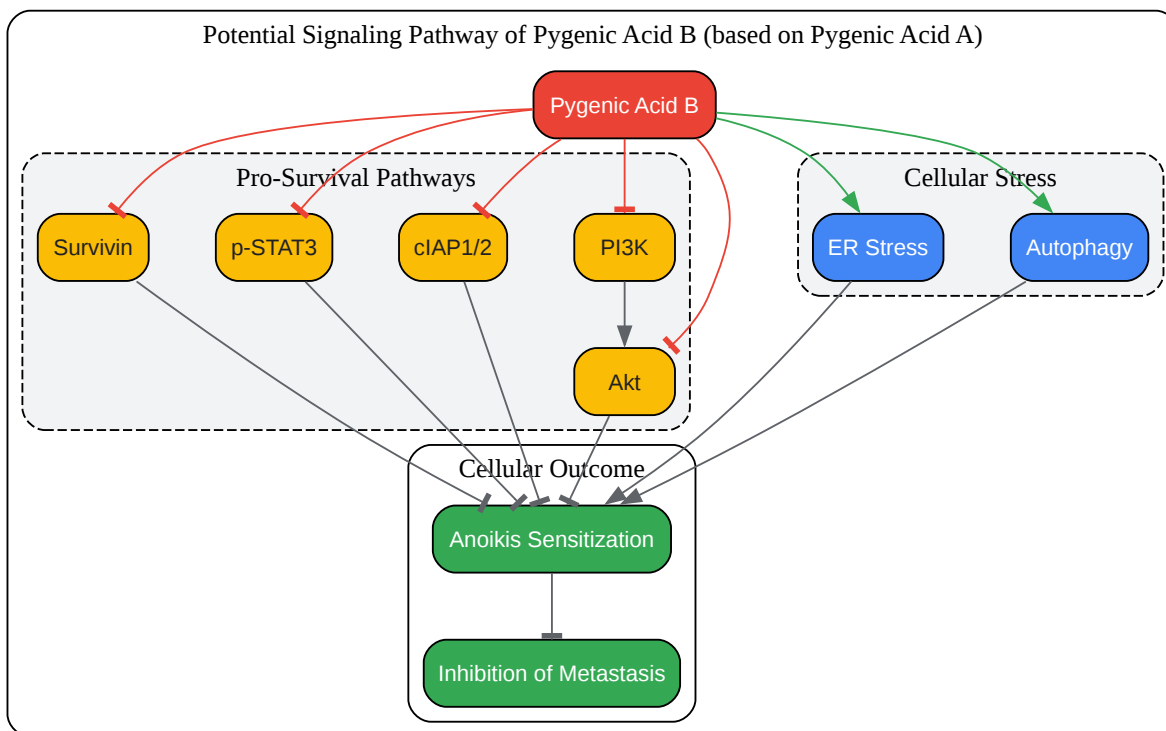 Potential Signaling Pathway of Pygenic Acid B (based on Pygenic Acid A)
Pygenic Acid B
Pro-Survival Pathways
Cellular Stress
Survivin
p-STAT3
cIAP1/2
PI3K
ER Stress
Autophagy
Akt
Cellular Outcome
Anoikis Sensitization
Inhibition of Metastasis